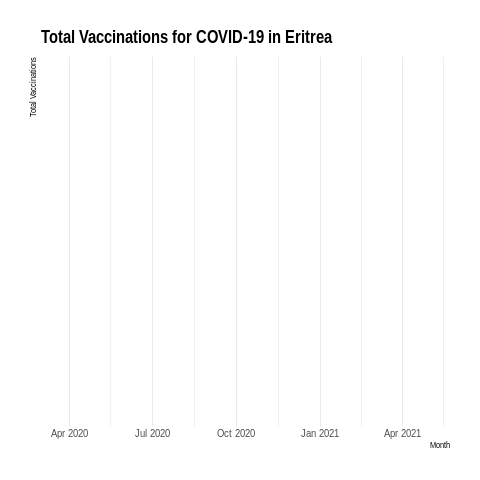 Total Vaccinations for COVID-19 in Eritrea
Total Vaccinations
Apr 2020 Jul 2020 Oct 2020 Jan 2021 Apr 2021
Month